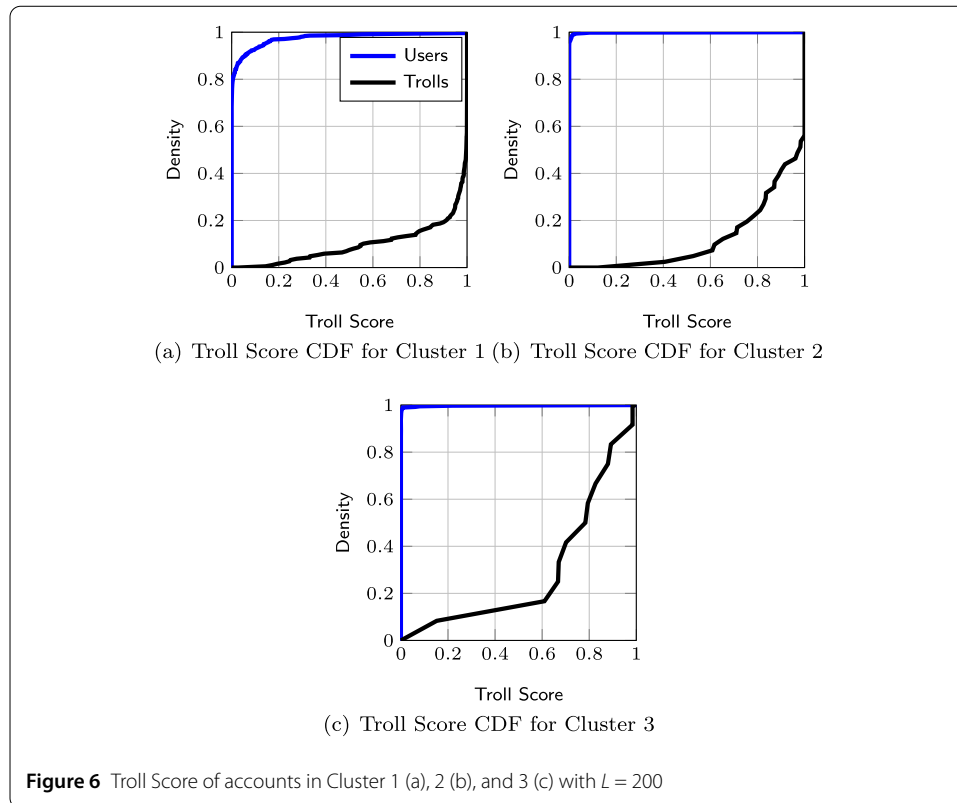 1
0.8
0.6
0.4
0.2
0
Density
Users
Trolls
0 0.2 0.4 0.6 0.8 1
Troll Score
(a) Troll Score CDF for Cluster 1
1
0.8
0.6
0.4
0.2
0
Density
0 0.2 0.4 0.6 0.8 1
Troll Score
(b) Troll Score CDF for Cluster 2
1
0.8
0.6
0.4
0.2
0
Density
0 0.2 0.4 0.6 0.8 1
Troll Score
(c) Troll Score CDF for Cluster 3
Figure 6 Troll Score of accounts in Cluster 1 (a), 2 (b), and 3 (c) with L = 200